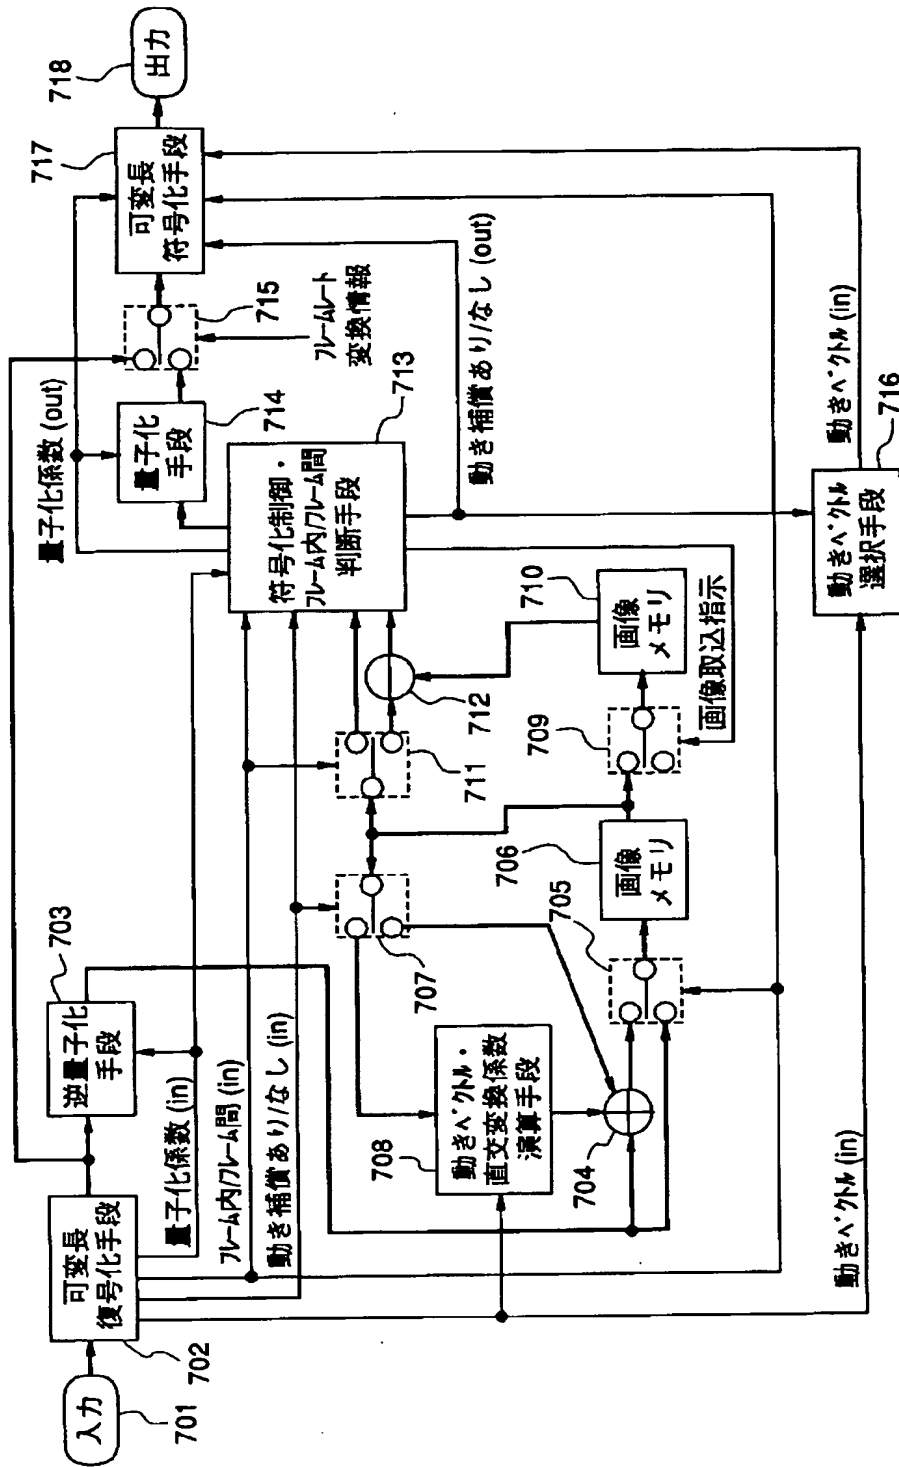 入力
701
可変長
復号化手段
702
逆量子化
手段
703
量子化係数 (in)
フレーム内/フレーム間 (in)
動き補償あり/なし (in)
動きベクトル・
直交変換係数
演算手段
708
704
705
画像
メモリ
706
707
709
画像
メモリ
710
画像取込指示
711
712
符号化制御・
フレーム内/フレーム間
判断手段
713
量子化係数 (out)
量子化
手段
714
715
フレームレート
変換情報
動き補償あり/なし (out)
動きベクトル (in)
動きベクトル
選択手段
716
動きベクトル (in)
可変長
符号化手段
717
出力
718